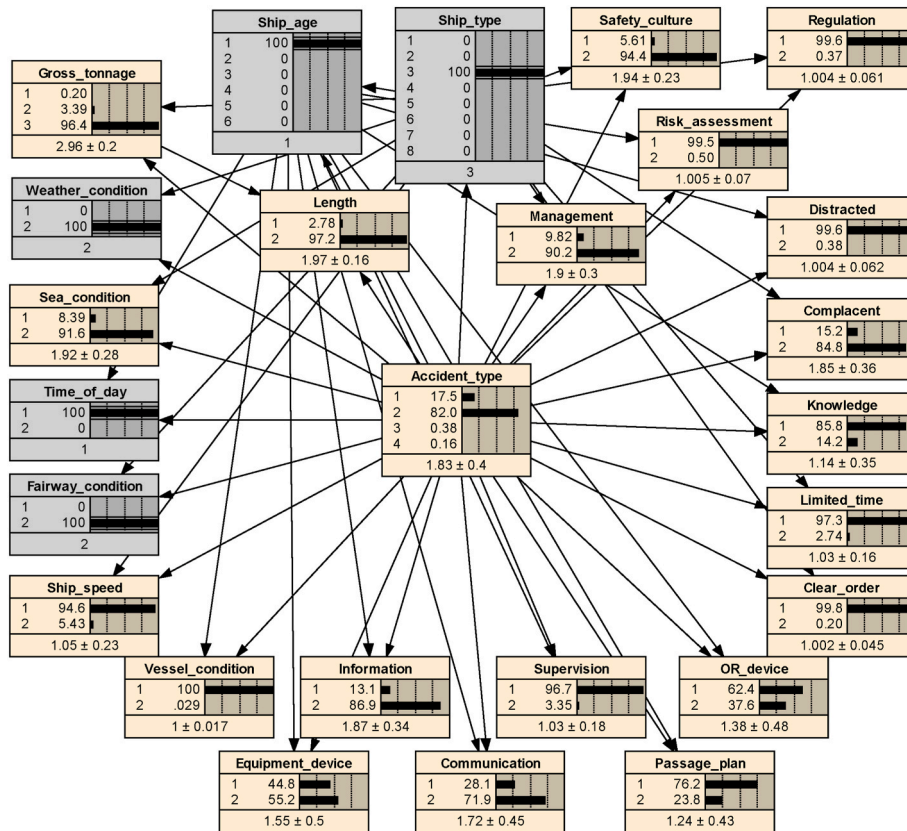 Ship_age
1 100
2 0
3 0
4 0
5 0
6 0
1
Ship_type
1 0
2 0
3 100
4 0
5 0
6 0
7 0
8 0
3
Safety_culture
1 5.61
2 94.4
1.94 ± 0.23
Regulation
1 99.6
2 0.37
1.004 ± 0.061
Gross_tonnage
1 0.20
2 3.39
3 96.4
2.96 ± 0.2
Risk_assessment
1 99.5
2 0.50
1.005 ± 0.07
Weather_condition
1 0
2 100
2
Length
1 2.78
2 97.2
1.97 ± 0.16
Management
1 9.82
2 90.2
1.9 ± 0.3
Distracted
1 99.6
2 0.38
1.004 ± 0.062
Sea_condition
1 8.39
2 91.6
1.92 ± 0.28
Complacent
1 15.2
2 84.8
1.85 ± 0.36
Time_of_day
1 100
2 0
1
Accident_type
1 17.5
2 82.0
3 0.38
4 0.16
1.83 ± 0.4
Knowledge
1 85.8
2 14.2
1.14 ± 0.35
Fairway_condition
1 0
2 100
2
Limited_time
1 97.3
2 2.74
1.03 ± 0.16
Ship_speed
1 94.6
2 5.43
1.05 ± 0.23
Clear_order
1 99.8
2 0.20
1.002 ± 0.045
Vessel_condition
1 100
2 .029
1 ± 0.017
Information
1 13.1
2 86.9
1.87 ± 0.34
Supervision
1 96.7
2 3.35
1.03 ± 0.18
OR_device
1 62.4
2 37.6
1.38 ± 0.48
Equipment_device
1 44.8
2 55.2
1.55 ± 0.5
Communication
1 28.1
2 71.9
1.72 ± 0.45
Passage_plan
1 76.2
2 23.8
1.24 ± 0.43